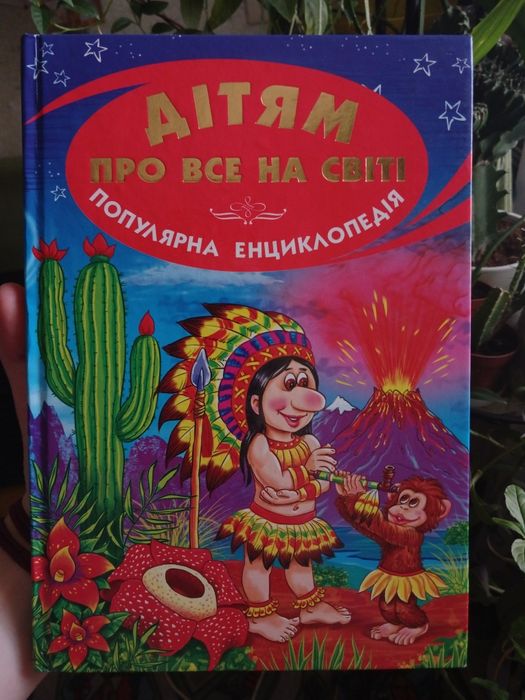 ДІТЯМ
ПРО ВСЕ НА СВІТІ
ПОПУЛЯРНА ЕНЦИКЛОПЕДІЯ